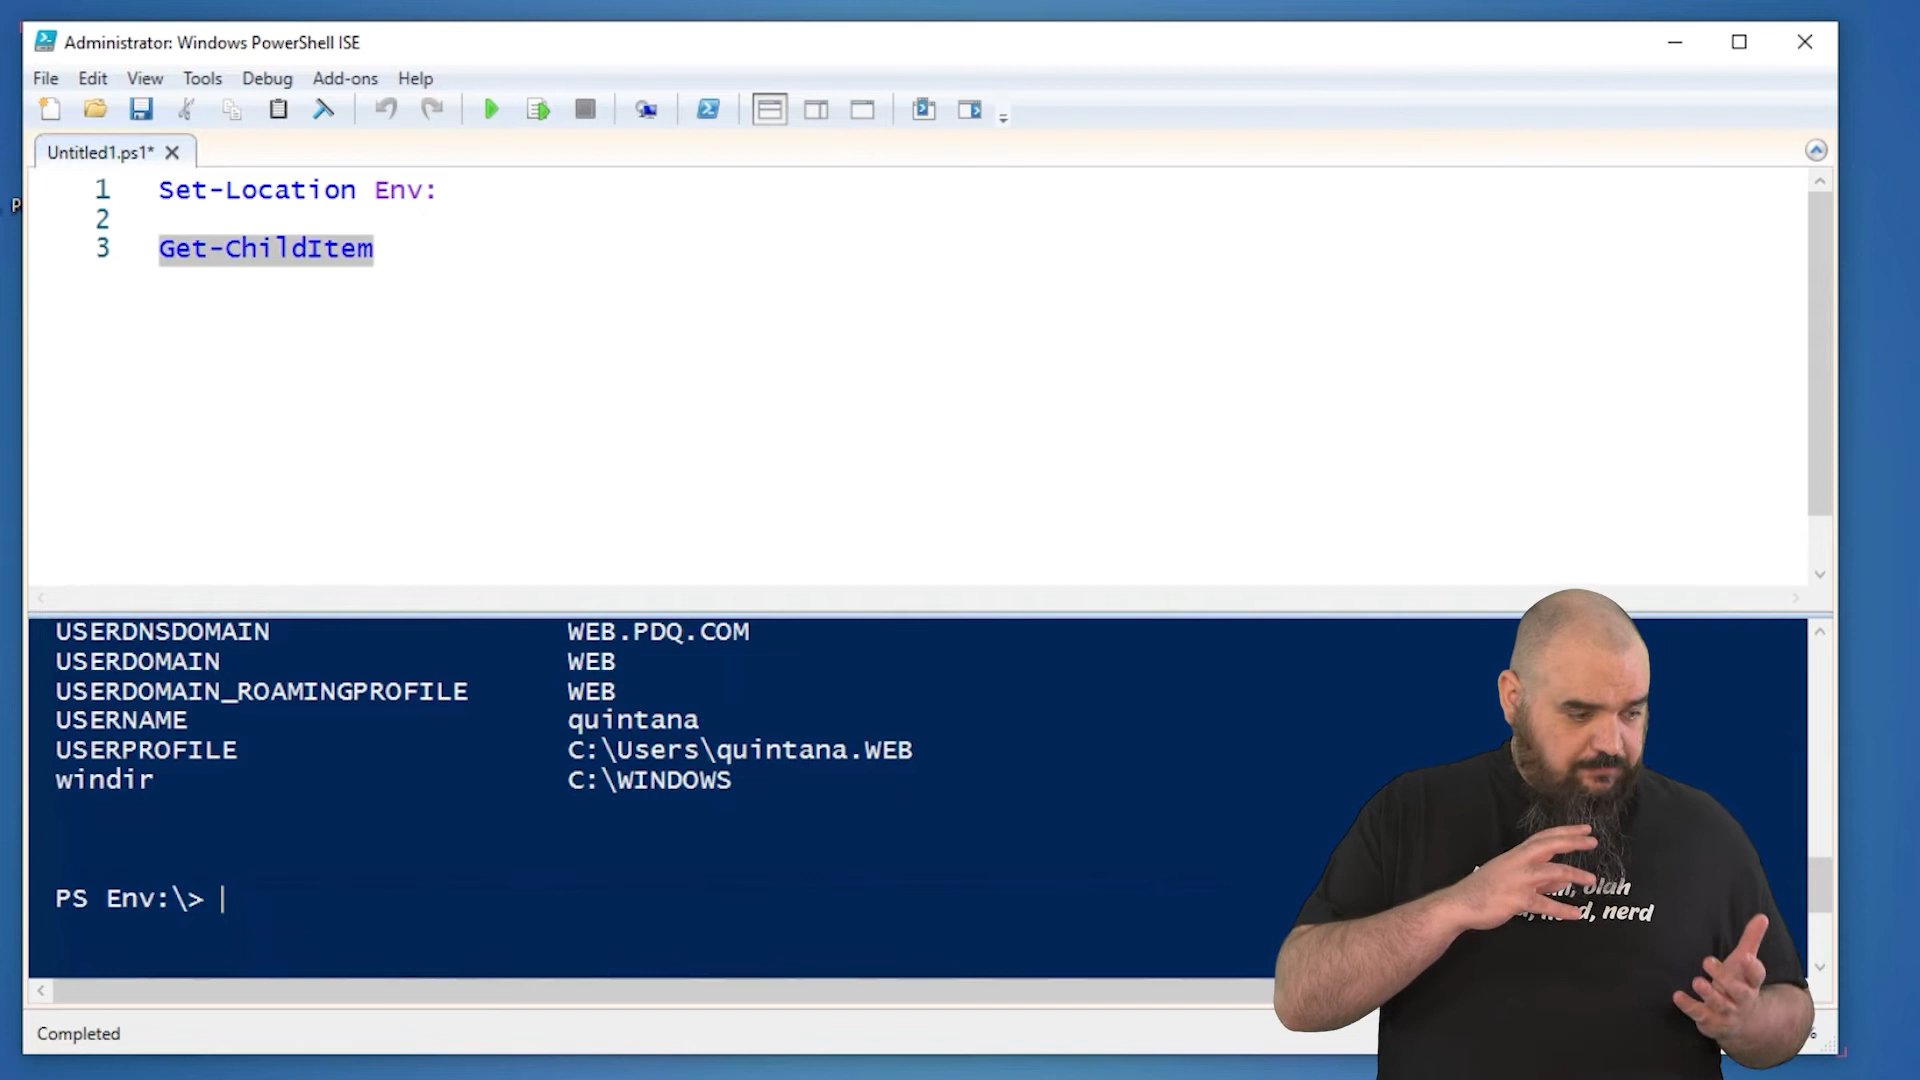 Administrator: Windows PowerShell ISE
File Edit View Tools Debug Add-ons Help
Untitled1.ps1*
1 Set-Location Env:
2
3 Get-ChildItem
P
USERDNSDOMAIN WEB.PDQ.COM
USERDOMAIN WEB
USERDOMAIN_ROAMINGPROFILE WEB
USERNAME quintana
USERPROFILE C:\Users\quintana.WEB
windir C:\WINDOWS
PS Env:\>
olah
nerd
Completed